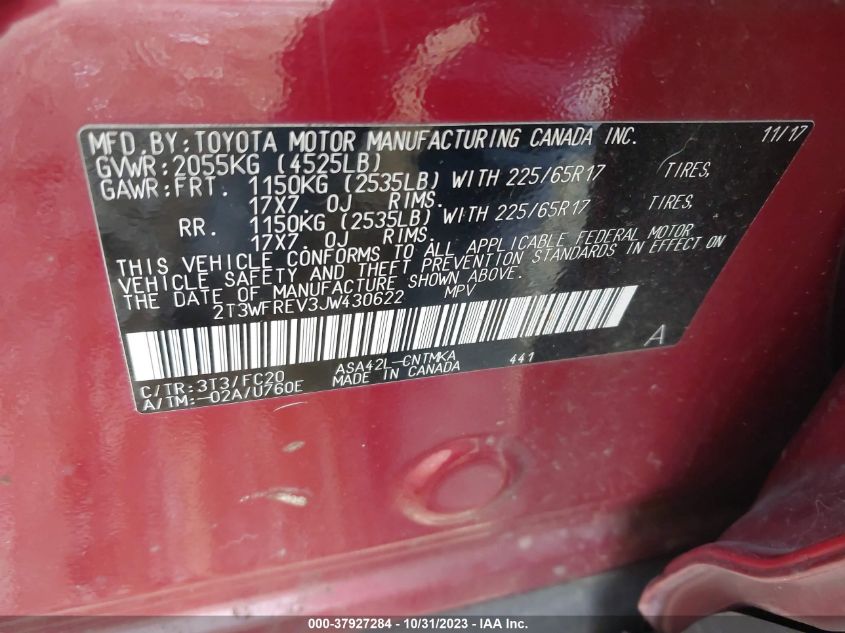 MFD. BY: TOYOTA MOTOR MANUFACTURING CANADA INC. 11/17
GVWR: 2055KG (4525LB)
GAWR: FRT. 1150KG (2535LB) WITH 225/65R17 TIRES,
17X7.0J RIMS.
RR. 1150KG (2535LB) WITH 225/65R17 TIRES,
17X7.0J RIMS.
THIS VEHICLE CONFORMS TO ALL APPLICABLE FEDERAL MOTOR
VEHICLE SAFETY AND THEFT PREVENTION STANDARDS IN EFFECT ON
THE DATE OF MANUFACTURE SHOWN ABOVE.
2T3WFREV3JW430622 MPV
A
C/TR: 3T3/FC20 ASA42L-CNTMKA 441
A/TM: -02A/U760E MADE IN CANADA
000-37927284 - 10/31/2023 - IAA Inc.